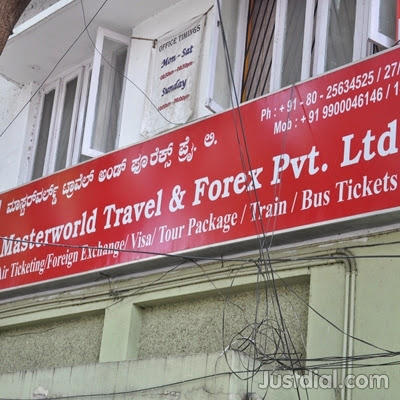 OFFICE TIMINGS
Mon - Sat
Sunday
Ph : + 91 - 80 - 25634525 / 27/
Mob : + 91 9900046146 / 1
ಮಾಸ್ಟರ್‌ವರ್ಲ್ಡ್ ಟ್ರಾವೆಲ್ ಅಂಡ್ ಫೊರೆಕ್ಸ್ ಪ್ರೈ. ಲಿ.
Masterworld Travel & Forex Pvt. Ltd
Air Ticketing/Foreign Exchange/Visa/Tour Package/Train/Bus Tickets
Justdial.com